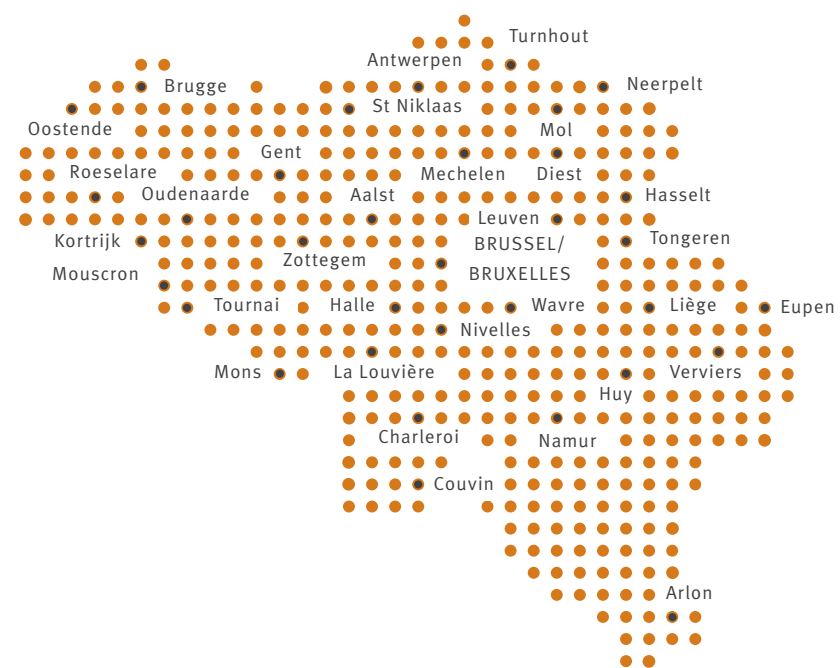 Turnhout
Antwerpen
Brugge
Neerpelt
St Niklaas
Oostende
Mol
Gent
Roeselare
Mechelen
Diest
Oudenaarde
Aalst
Hasselt
Leuven
Kortrijk
Zottegem
BRUSSEL/
BRUXELLES
Tongeren
Mouscron
Tournai
Halle
Wavre
Liège
Eupen
Nivelles
Mons
La Louvière
Verviers
Huy
Charleroi
Namur
Couvin
Arlon